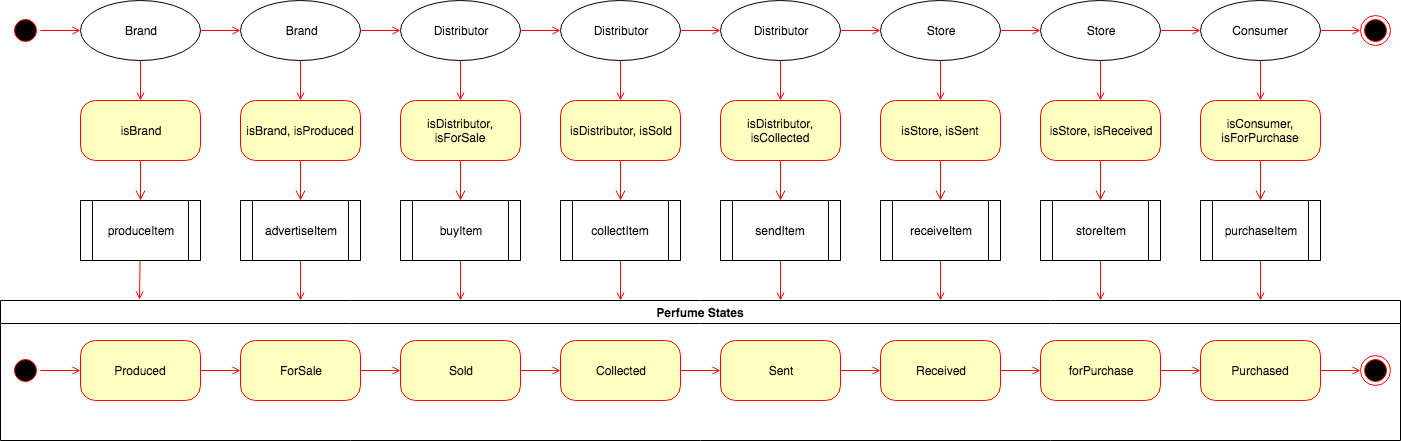 Brand
Brand
Distributor
Distributor
Distributor
Store
Store
Consumer
isBrand
isBrand, isProduced
isDistributor,
isForSale
isDistributor, isSold
isDistributor,
isCollected
isStore, isSent
isStore, isReceived
isConsumer,
isForPurchase
produceItem
advertiseItem
buyItem
collectItem
sendItem
receiveItem
storeItem
purchaseItem
Perfume States
Produced
ForSale
Sold
Collected
Sent
Received
forPurchase
Purchased